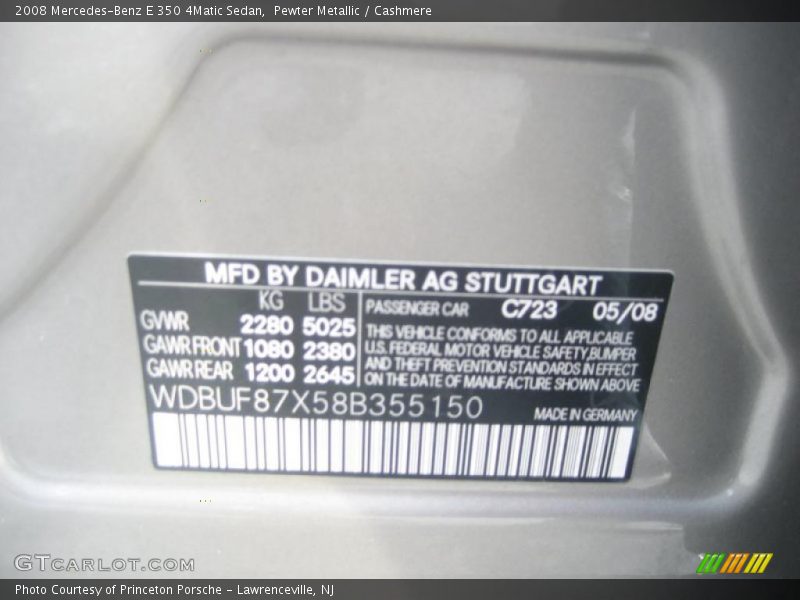 2008 Mercedes-Benz E 350 4Matic Sedan, Pewter Metallic / Cashmere
MFD BY DAIMLER AG STUTTGART
KG LBS
GVWR 2280 5025
GAWR FRONT 1080 2380
GAWR REAR 1200 2645
PASSENGER CAR C723 05/08
THIS VEHICLE CONFORMS TO ALL APPLICABLE
U.S. FEDERAL MOTOR VEHICLE SAFETY,BUMPER
AND THEFT PREVENTION STANDARDS IN EFFECT
ON THE DATE OF MANUFACTURE SHOWN ABOVE
WDBUF87X58B355150
MADE IN GERMANY
GTCARLOT.COM
Photo Courtesy of Princeton Porsche - Lawrenceville, NJ